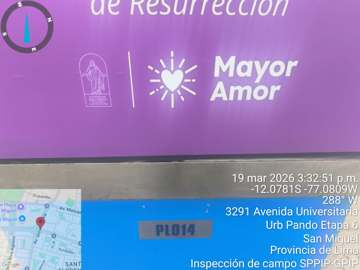 de Resurrección
Mayor
Amor
PL014
19 mar 2026 3:32:51 p.m.
-12.0781S -77.0809W
288° W
3291 Avenida Universitaria
Urb Pando Etapa 6
San Miguel
Provincia de Lima
Inspección de campo SPPIP-GPIP